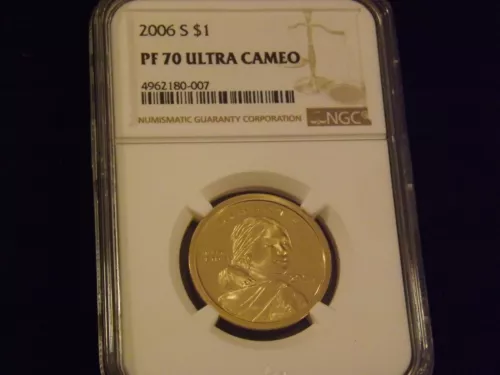 2006 S $1
PF 70 ULTRA CAMEO
4962180-007
NUMISMATIC GUARANTY CORPORATION
NGC